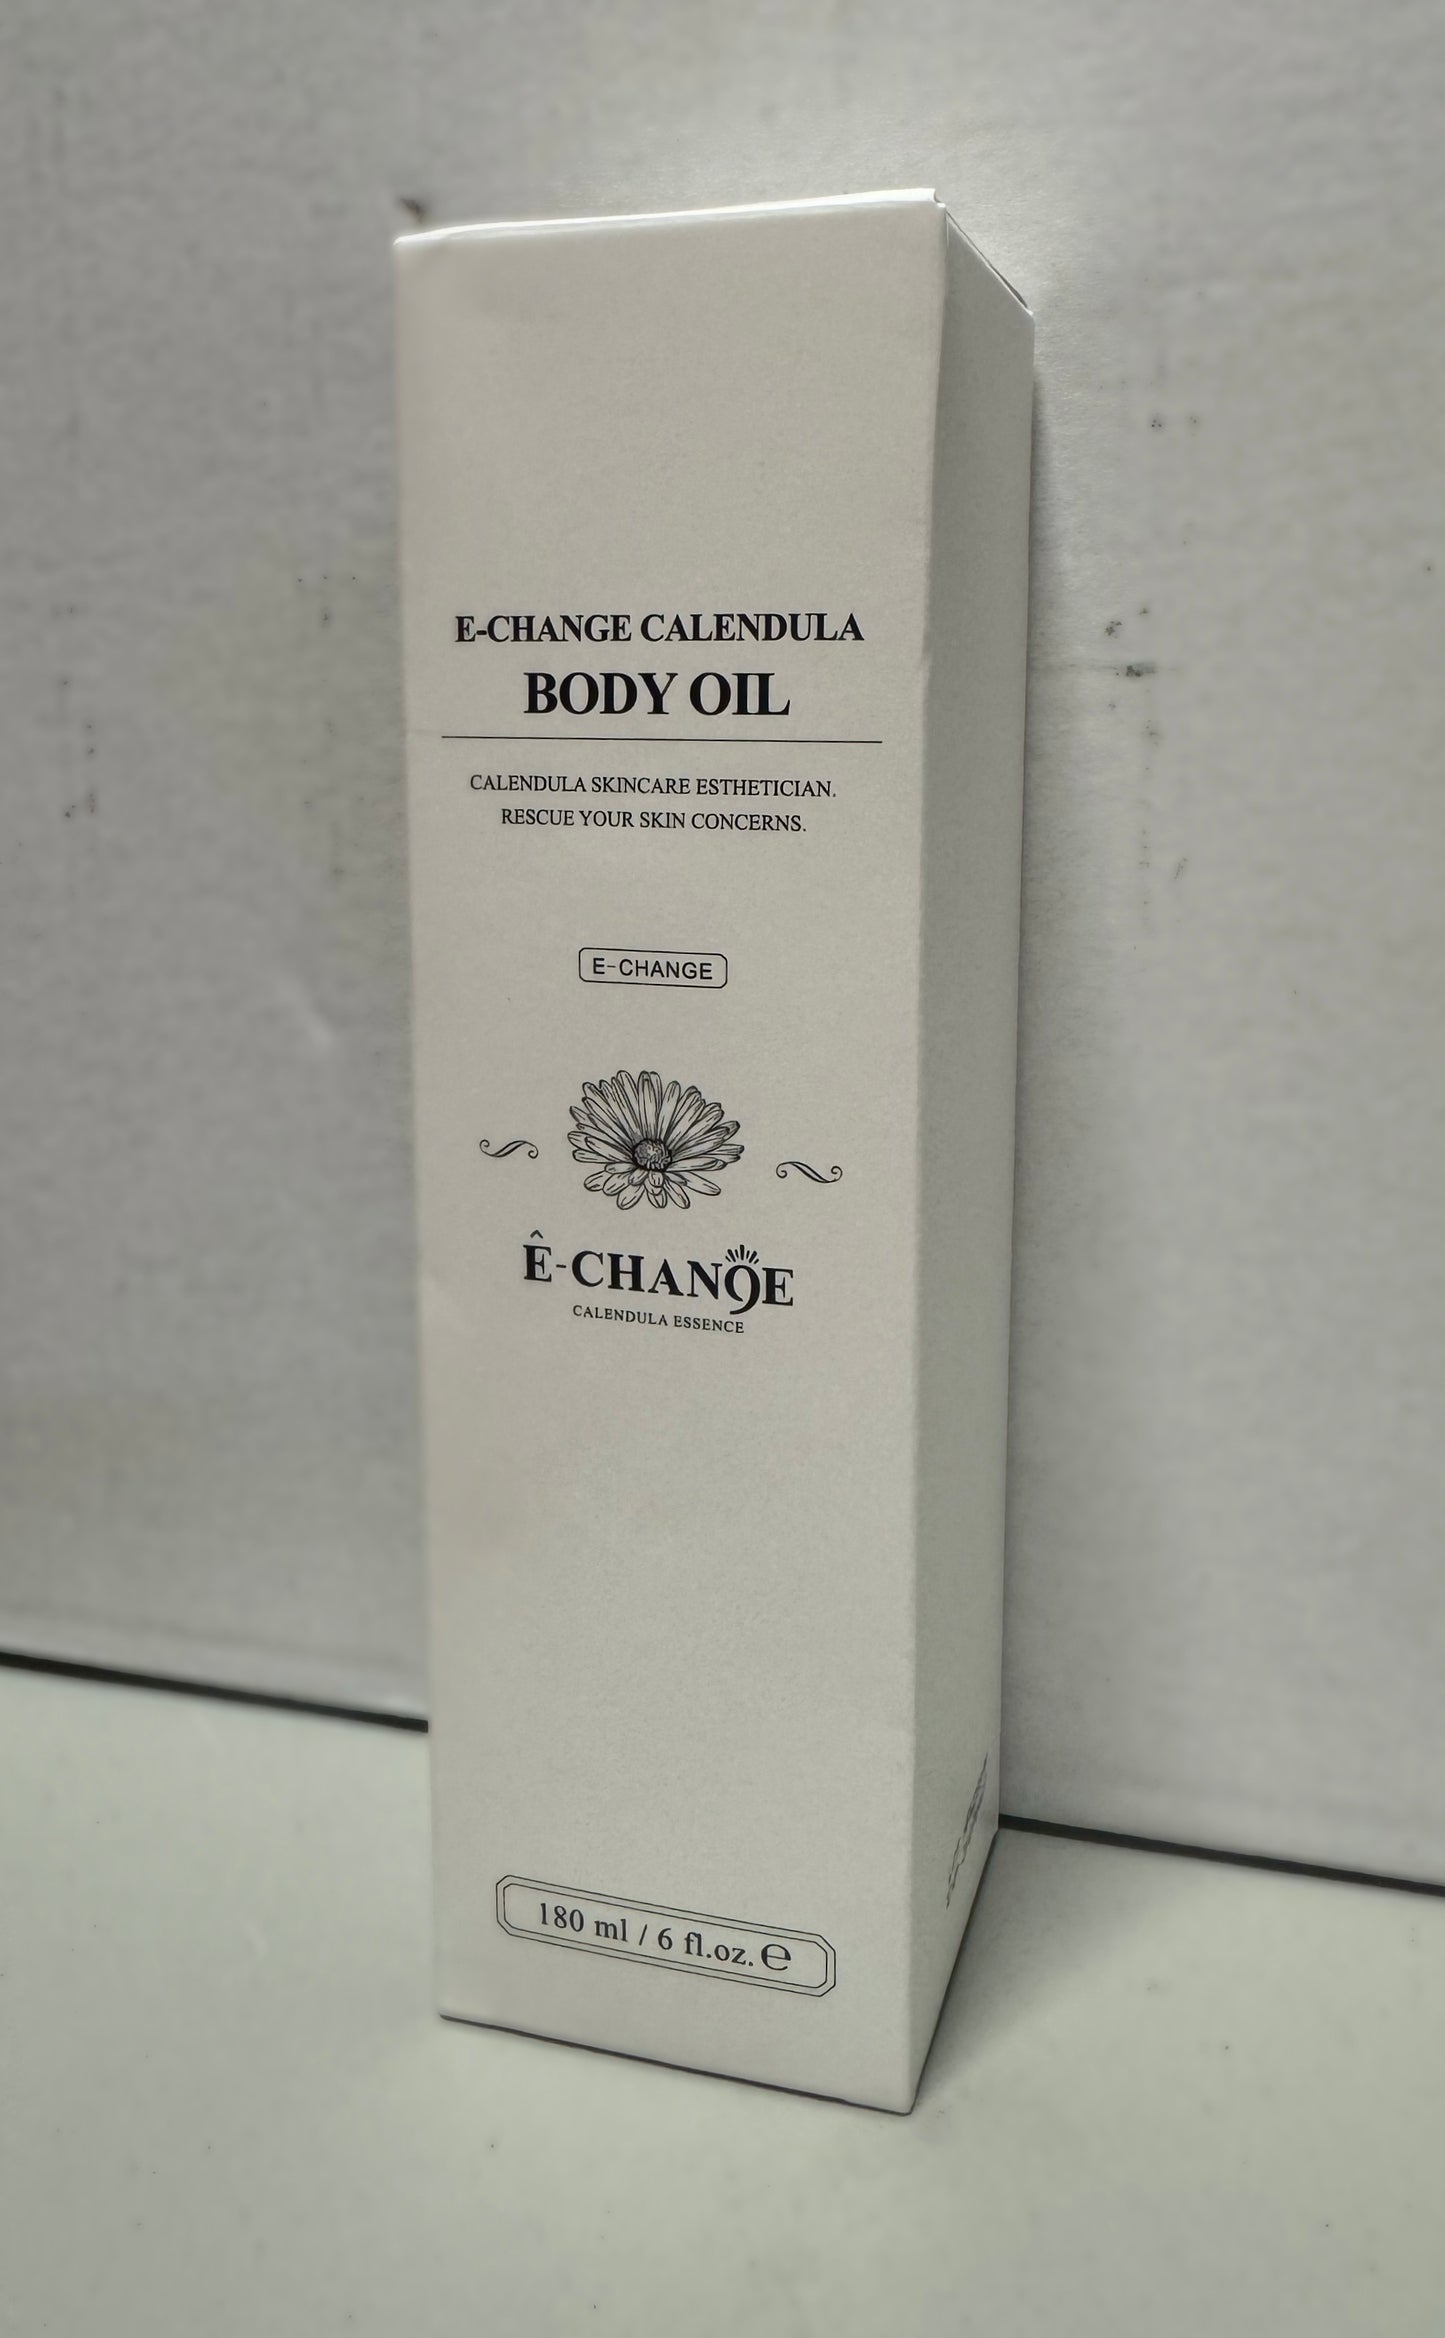 E-CHANGE CALENDULA
BODY OIL
CALENDULA SKINCARE ESTHETICIAN.
RESCUE YOUR SKIN CONCERNS.
E-CHANGE
Ê-CHANGE
CALENDULA ESSENCE
180 ml / 6 fl.oz. ℮